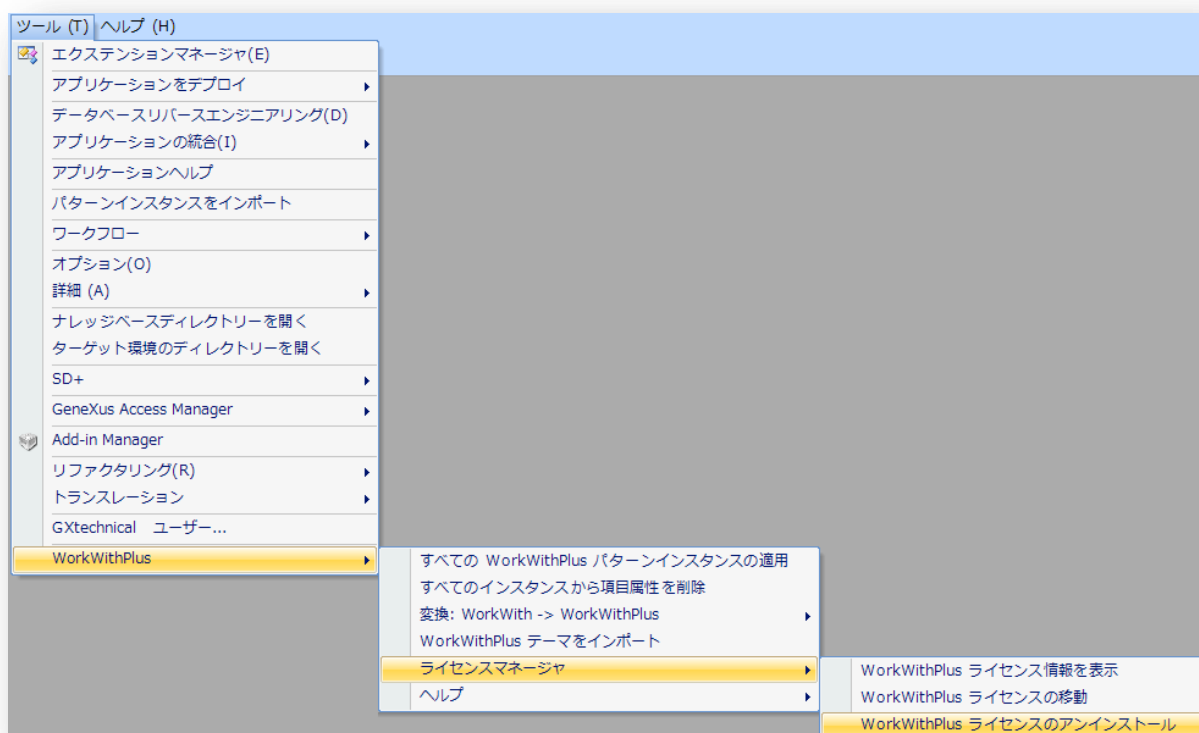 ツール (T) ヘルプ (H)
エクステンションマネージャ(E)
アプリケーションをデプロイ
データベースリバースエンジニアリング(D)
アプリケーションの統合(I)
アプリケーションヘルプ
パターンインスタンスをインポート
ワークフロー
オプション(O)
詳細 (A)
ナレッジベースディレクトリーを開く
ターゲット環境のディレクトリーを開く
SD+
GeneXus Access Manager
Add-in Manager
リファクタリング(R)
トランスレーション
GXtechnical　ユーザー...
WorkWithPlus
すべての WorkWithPlus パターンインスタンスの適用
すべてのインスタンスから項目属性を削除
変換: WorkWith -> WorkWithPlus
WorkWithPlus テーマをインポート
ライセンスマネージャ
ヘルプ
WorkWithPlus ライセンス情報を表示
WorkWithPlus ライセンスの移動
WorkWithPlus ライセンスのアンインストール